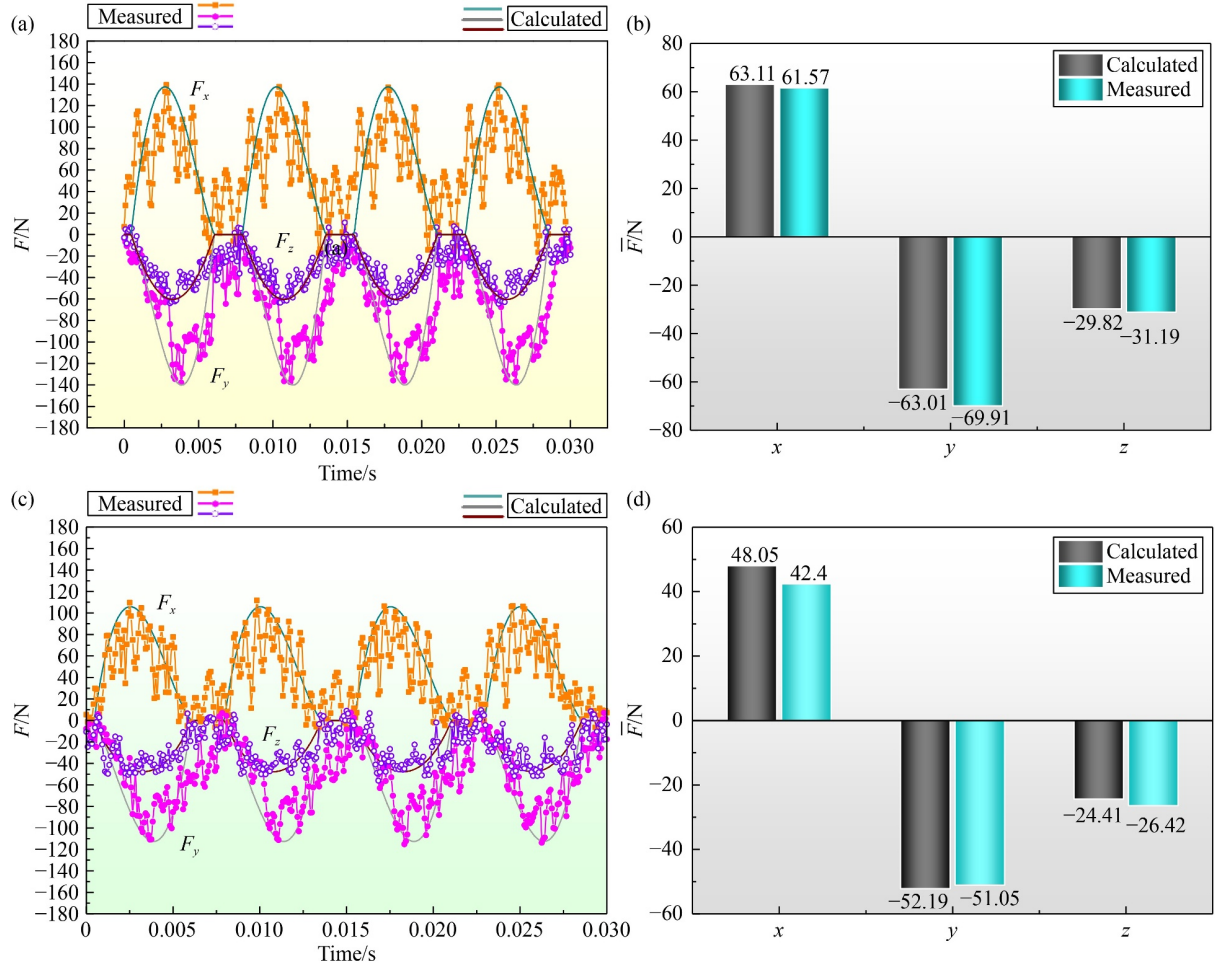 (a)
Measured
Calculated
180
160
140
120
100
80
60
40
20
0
−20
−40
−60
−80
−100
−120
−140
−160
−180
F/N
Fx
Fz
(a)
Fy
0 0.005 0.010 0.015 0.020 0.025 0.030
Time/s
(b)
80
60
40
20
0
−20
−40
−60
−80
F̅/N
Calculated
Measured
63.11 61.57
−63.01 −69.91
−29.82 −31.19
x y z
(c)
Measured
Calculated
180
160
140
120
100
80
60
40
20
0
−20
−40
−60
−80
−100
−120
−140
−160
−180
F/N
Fx
Fz
Fy
0 0.005 0.010 0.015 0.020 0.025 0.030
Time/s
(d)
60
40
20
0
−20
−40
−60
F̅/N
Calculated
Measured
48.05 42.4
−52.19 −51.05
−24.41 −26.42
x y z